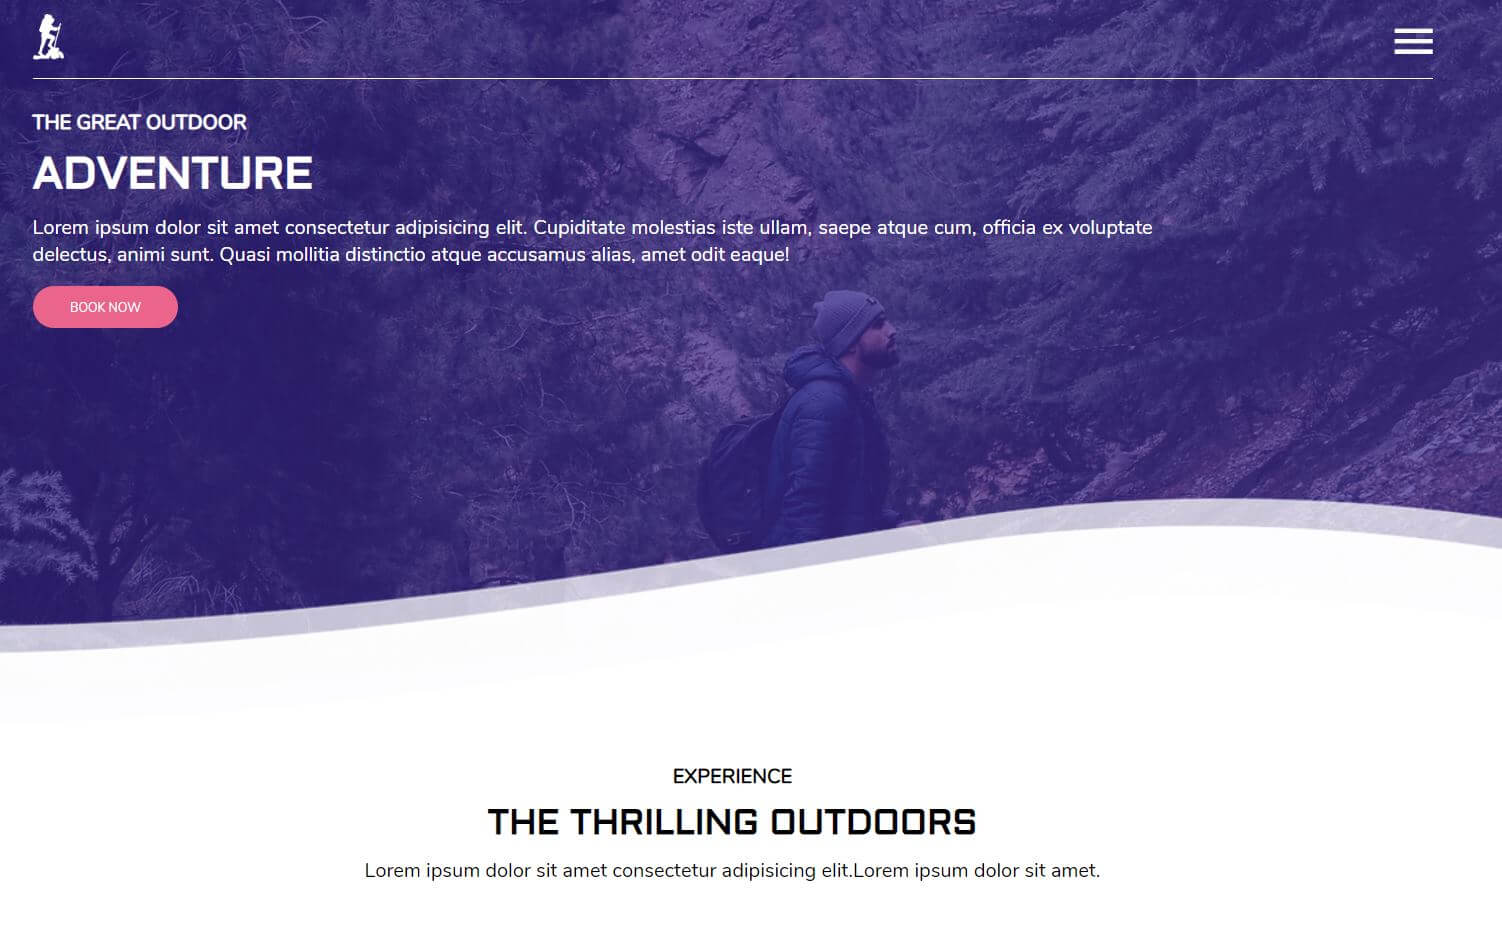 THE GREAT OUTDOOR
ADVENTURE
Lorem ipsum dolor sit amet consectetur adipisicing elit. Cupiditate molestias iste ullam, saepe atque cum, officia ex voluptate
delectus, animi sunt. Quasi mollitia distinctio atque accusamus alias, amet odit eaque!
BOOK NOW
EXPERIENCE
THE THRILLING OUTDOORS
Lorem ipsum dolor sit amet consectetur adipisicing elit.Lorem ipsum dolor sit amet.